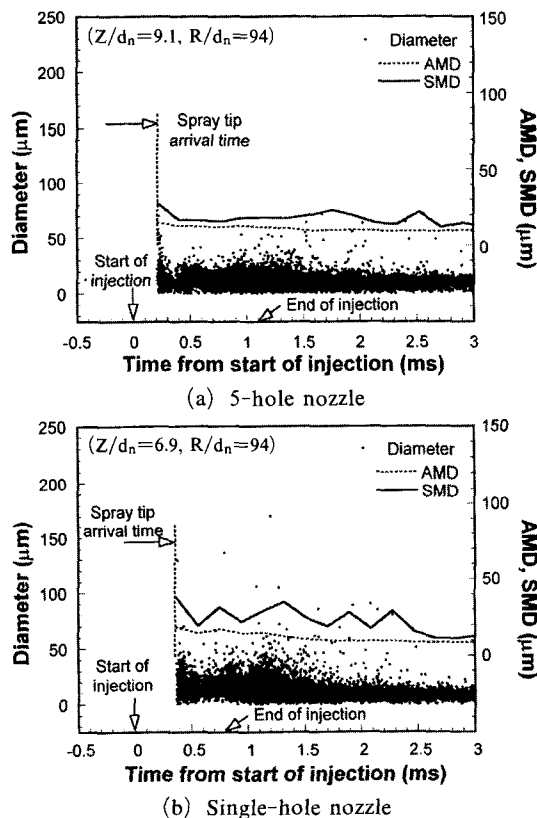 250
(Z/dn=9.1, R/dn=94)
Diameter
AMD
SMD
150
200
100
Spray tip
arrival time
150
Diameter (μm)
AMD, SMD
(μm)
50
100
0
50
Start of
injection
0
End of injection
-0.5 0 0.5 1 1.5 2 2.5 3
Time from start of injection (ms)
(a) 5-hole nozzle
250
(Z/dn=6.9, R/dn=94)
Diameter
AMD
SMD
150
200
100
Spray tip
arrival time
150
Diameter (μm)
AMD, SMD
(μm)
50
100
0
50
Start of
injection
0
End of injection
-0.5 0 0.5 1 1.5 2 2.5 3
Time from start of injection (ms)
(b) Single-hole nozzle